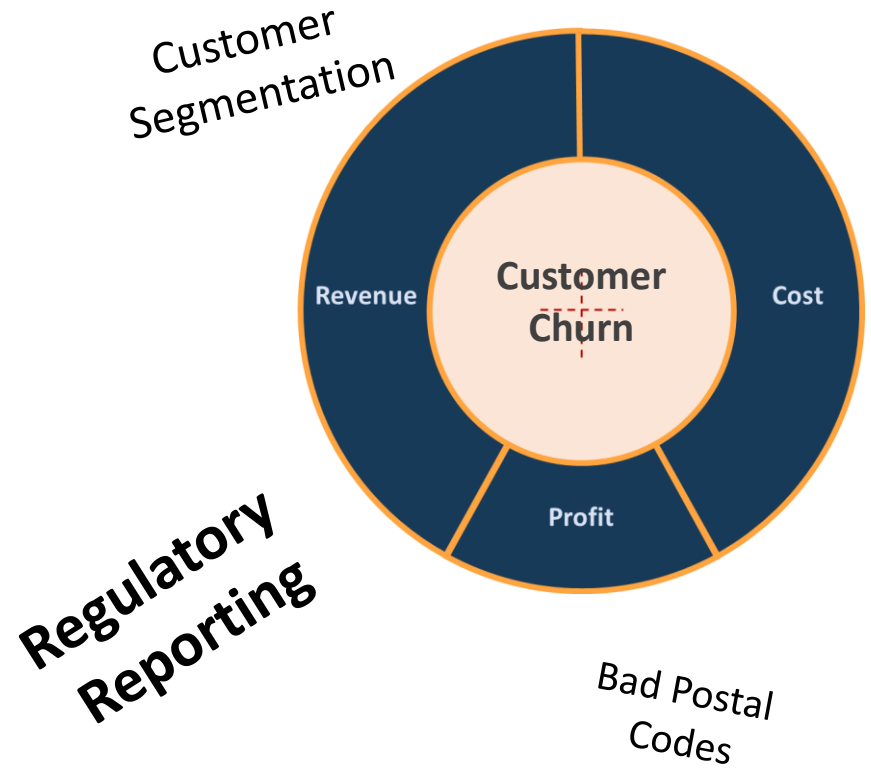 Customer
Segmentation
Customer
Churn
Revenue
Cost
Profit
Regulatory
Reporting
Bad Postal
Codes